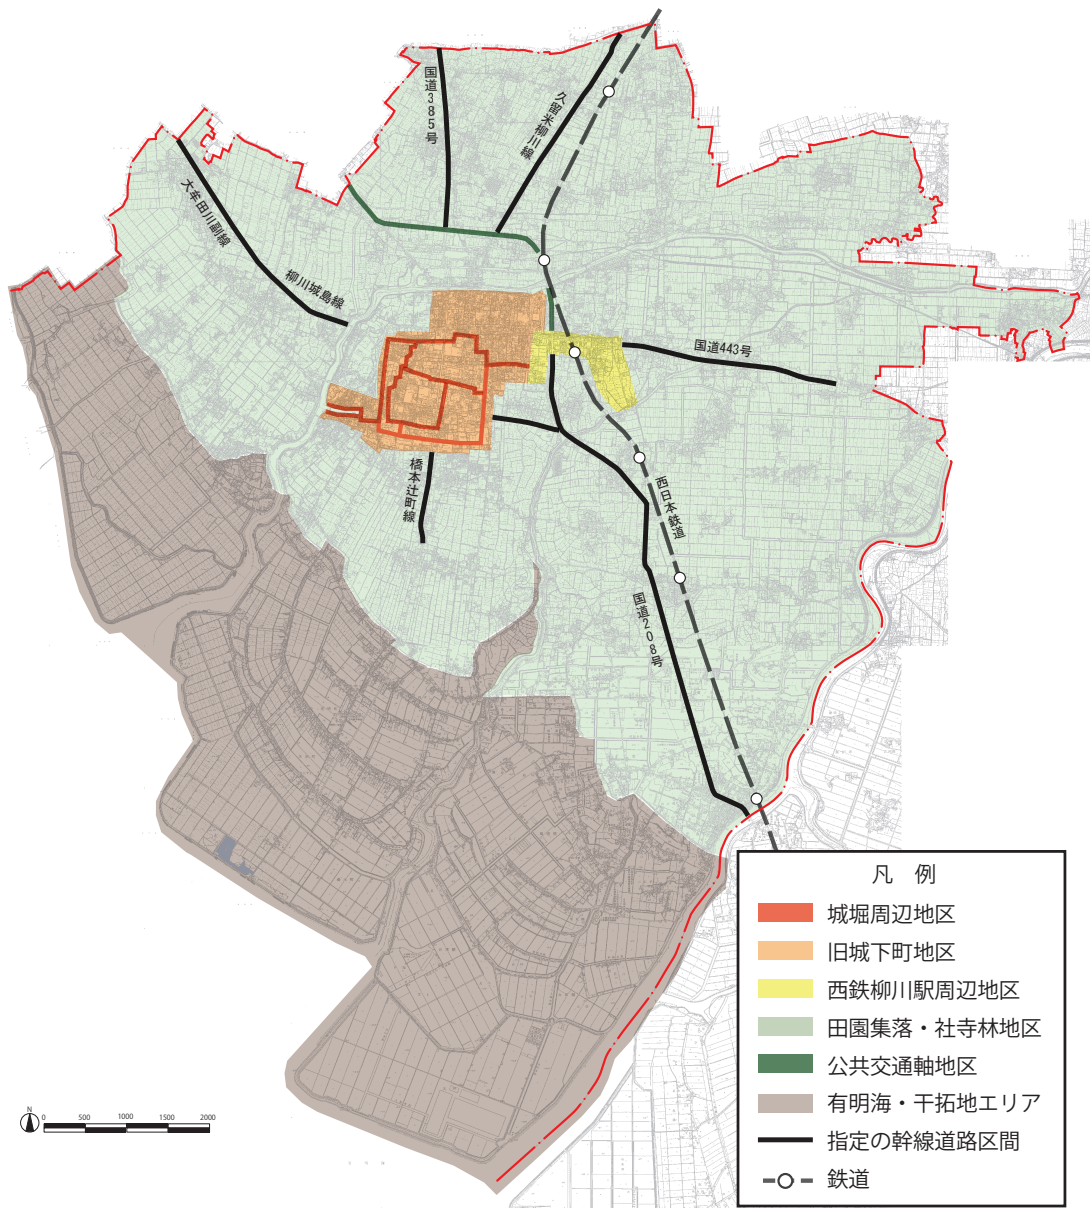 国道385号
久留米柳川線
大牟田川副線
柳川城島線
国道443号
橋本辻町線
西日本鉄道
国道208号
凡 例
城堀周辺地区
旧城下町地区
西鉄柳川駅周辺地区
田園集落・社寺林地区
公共交通軸地区
有明海・干拓地エリア
指定の幹線道路区間
鉄道
N
0 500 1000 1500 2000